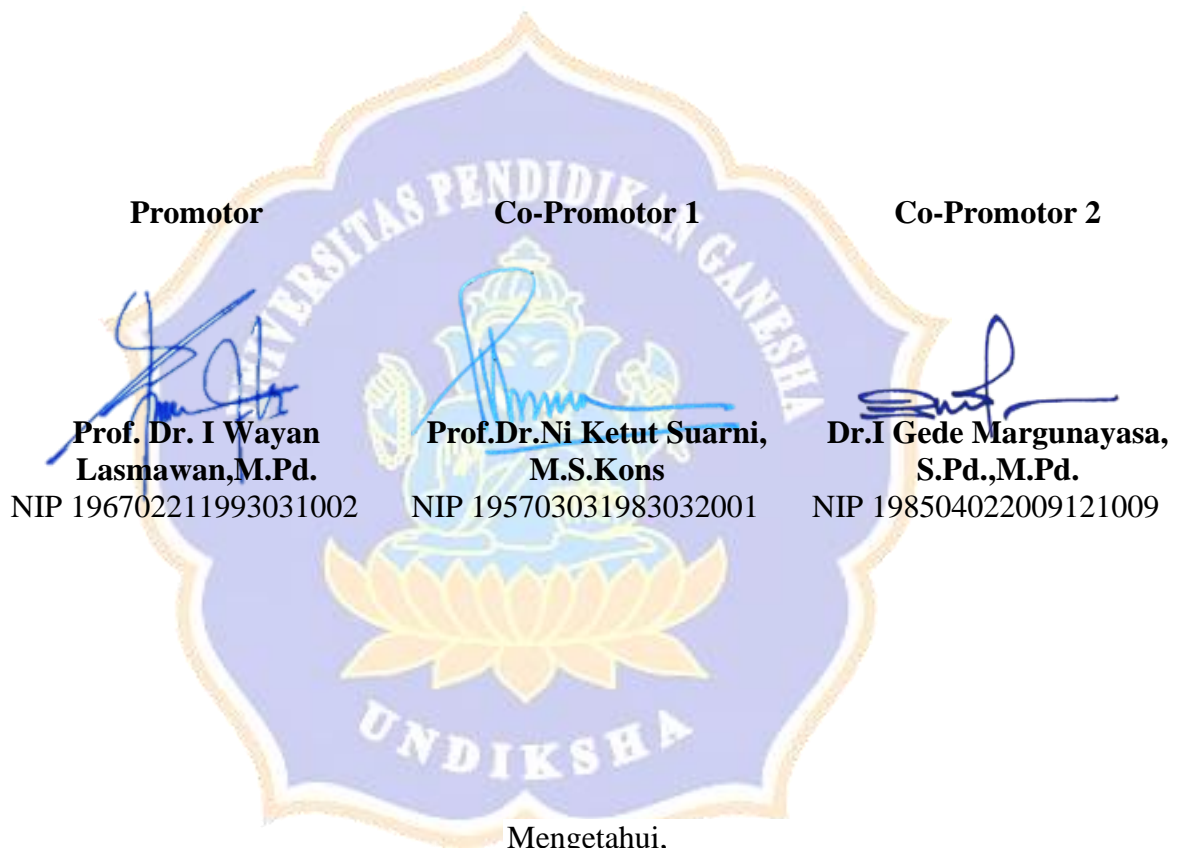 UNIVERSITAS PENDIDIKAN GANESHA
Promotor
Co-Promotor 1
Co-Promotor 2
Prof. Dr. I Wayan
Lasmawan,M.Pd.
NIP 196702211993031002
Prof.Dr.Ni Ketut Suarni,
M.S.Kons
NIP 195703031983032001
Dr.I Gede Margunayasa,
S.Pd.,M.Pd.
NIP 198504022009121009
UNDIKSHA
Mengetahui,